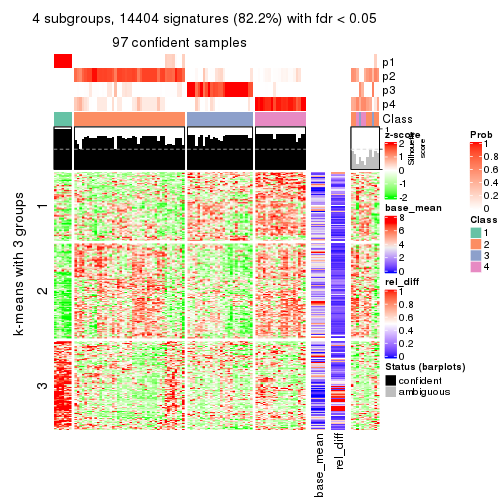 4 subgroups, 14404 signatures (82.2%) with fdr < 0.05
97 confident samples
p1
p2
p3
p4
Class
1
Silhouette
score
k-means with 3 groups
1
2
3
base_mean
rel_diff
z-score
2
1
0
-1
-2
base_mean
8
6
4
2
0
rel_diff
1
0.8
0.6
0.4
0.2
0
Status (barplots)
confident
ambiguous
Prob
1
0.8
0.6
0.4
0.2
0
Class
1
2
3
4